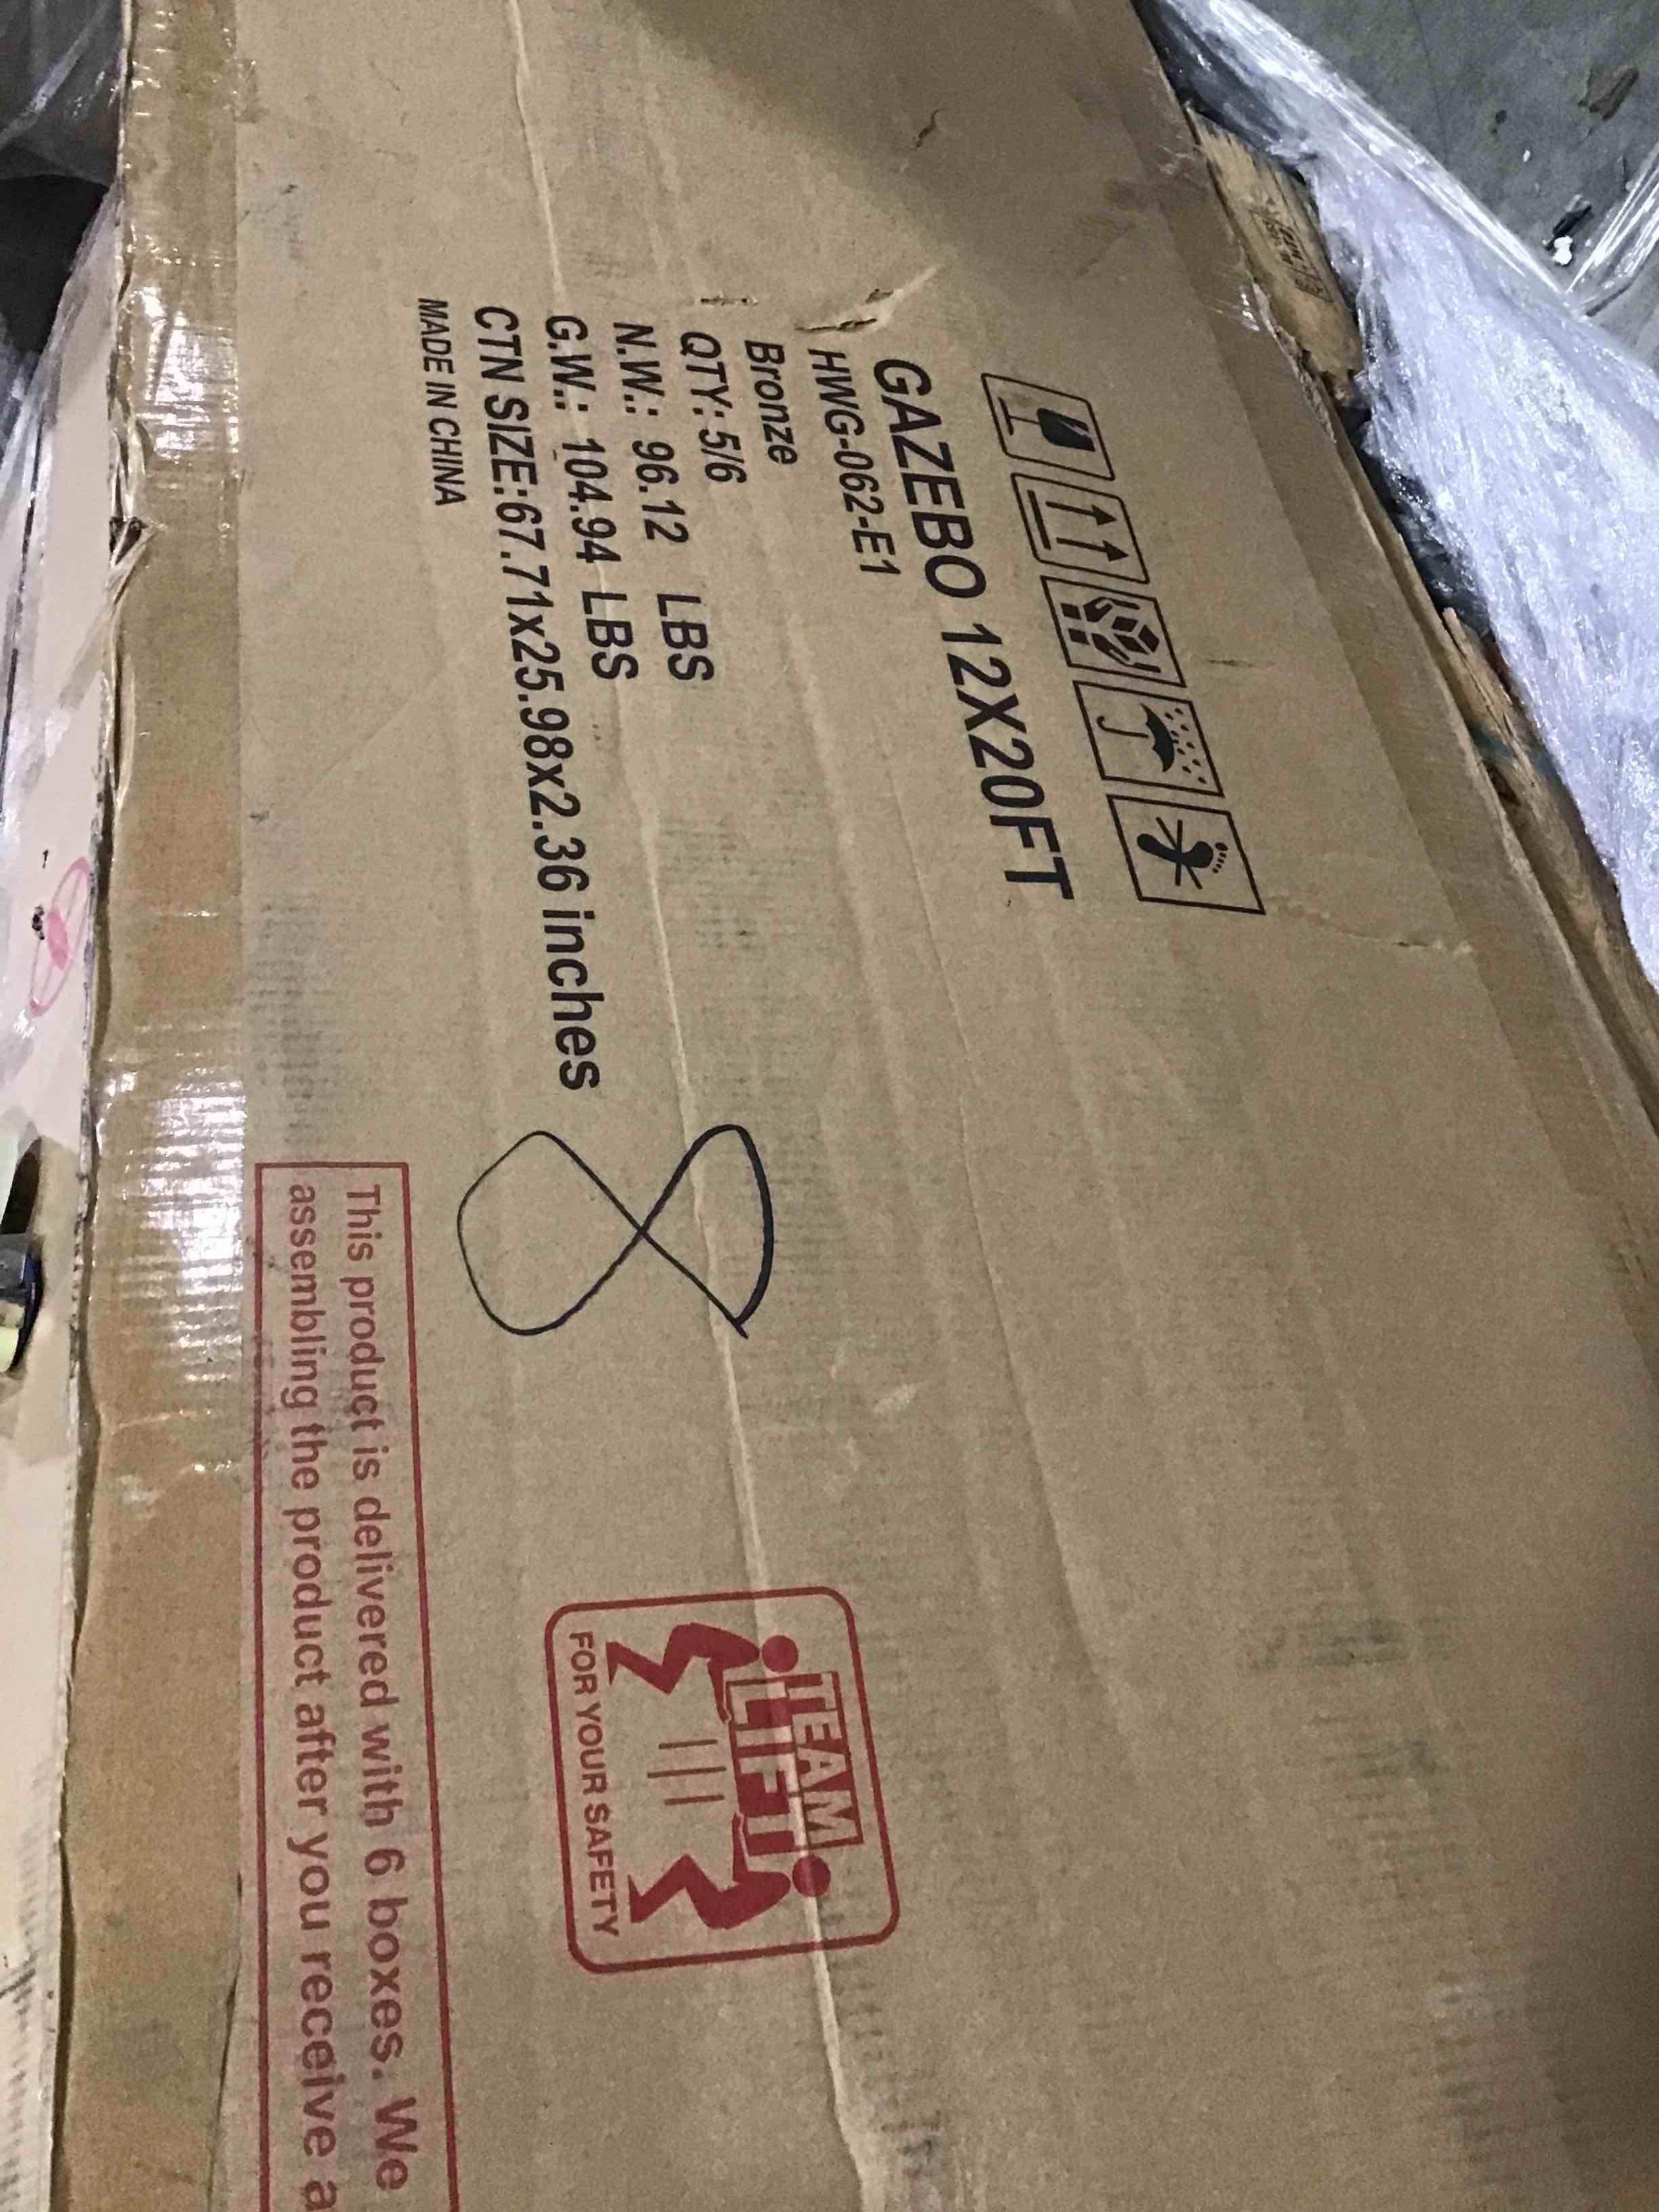 GAZEBO 12X20FT
HWG-062-E1
Bronze
QTY: 5/6
N.W.: 96.12 LBS
G.W.: 104.94 LBS
CTN SIZE:67.71x25.98x2.36 inches
MADE IN CHINA
8
TEAM
LIFT
FOR YOUR SAFETY
This product is delivered with 6 boxes. We
assembling the product after you receive a